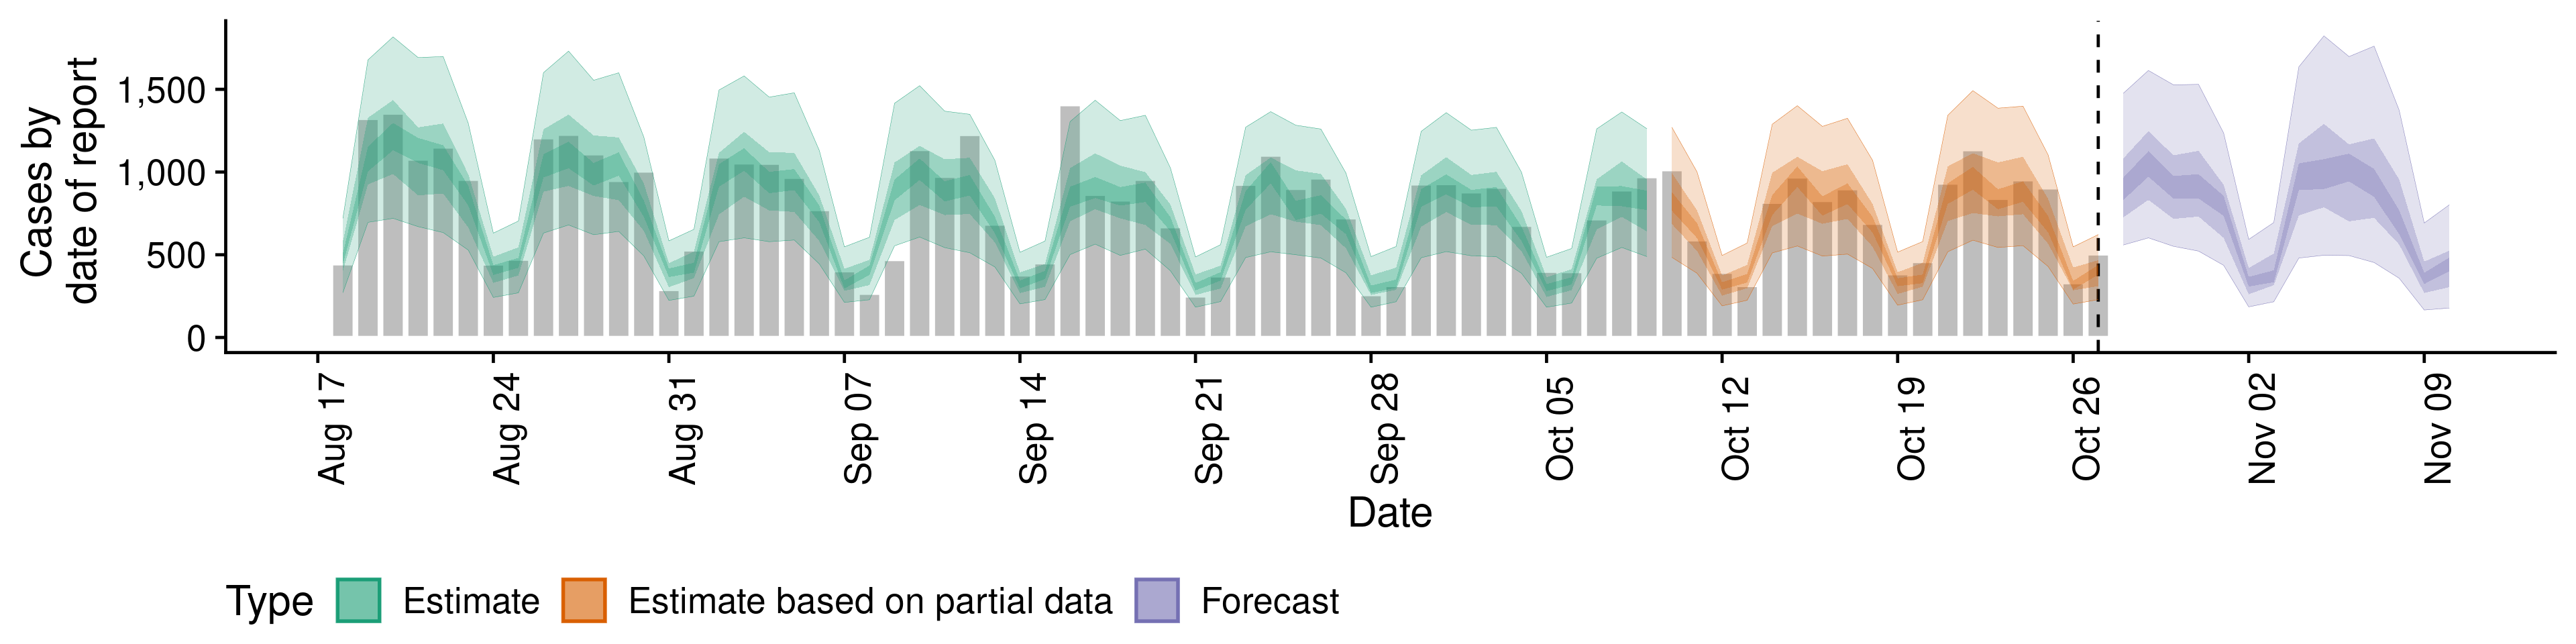 Cases by
date of report
1,500
1,000
500
0
Aug 17
Aug 24
Aug 31
Sep 07
Sep 14
Sep 21
Sep 28
Oct 05
Oct 12
Oct 19
Oct 26
Nov 02
Nov 09
Date
Type Estimate Estimate based on partial data Forecast